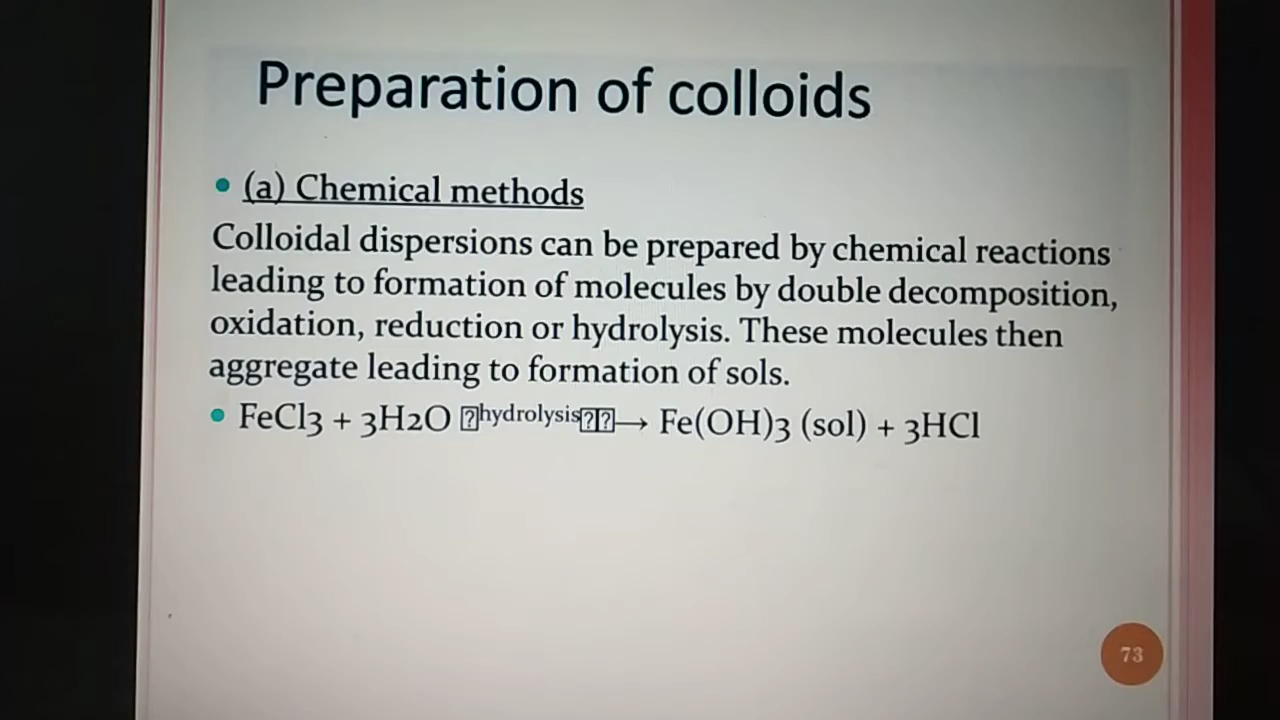 Preparation of colloids
• (a) Chemical methods
Colloidal dispersions can be prepared by chemical reactions
leading to formation of molecules by double decomposition,
oxidation, reduction or hydrolysis. These molecules then
aggregate leading to formation of sols.
• FeCl3 + 3H2O ⍰hydrolysis⍰⍰⟶ Fe(OH)3 (sol) + 3HCl
73